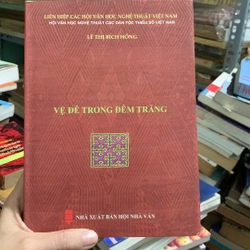 LIÊN HIỆP CÁC HỘI VĂN HỌC NGHỆ THUẬT VIỆT NAM
HỘI VĂN HỌC NGHỆ THUẬT CÁC DÂN TỘC THIỂU SỐ VIỆT NAM
LÊ THỊ BÍCH HỒNG
VỆ ĐÊ TRONG ĐÊM TRĂNG
NHÀ XUẤT BẢN HỘI NHÀ VĂN